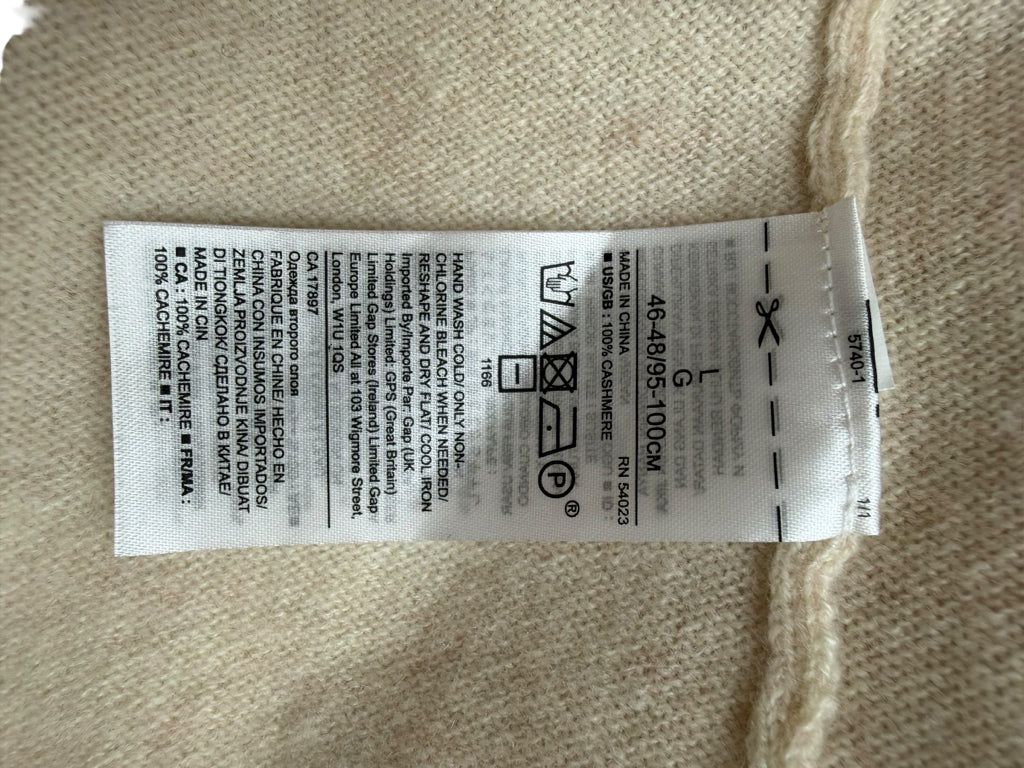 5740-1
1/1
L
G
46-48/95-100CM
MADE IN CHINA RN 54023
■ US/GB : 100% CASHMERE
P
®
1166
HAND WASH COLD/ ONLY NON-
CHLORINE BLEACH WHEN NEEDED/
RESHAPE AND DRY FLAT/ COOL IRON
Imported By/Importe Par: Gap (UK
Holdings) Limited: GPS (Great Britain)
Limited Gap Stores (Ireland) Limited Gap
Europe Limited All at 103 Wigmore Street,
London, W1U 1QS
CA 17897
Одежда второго слоя
FABRIQUE EN CHINE/ HECHO EN
CHINA CON INSUMOS IMPORTADOS/
ZEMLJA PROIZVODNJE KINA/ DIBUAT
DI TIONGKOK/ СДЕЛАНО В КИТАЕ/
MADE IN CN
■ CA : 100% CACHEMIRE ■ FR/MA :
100% CACHEMIRE ■ IT :